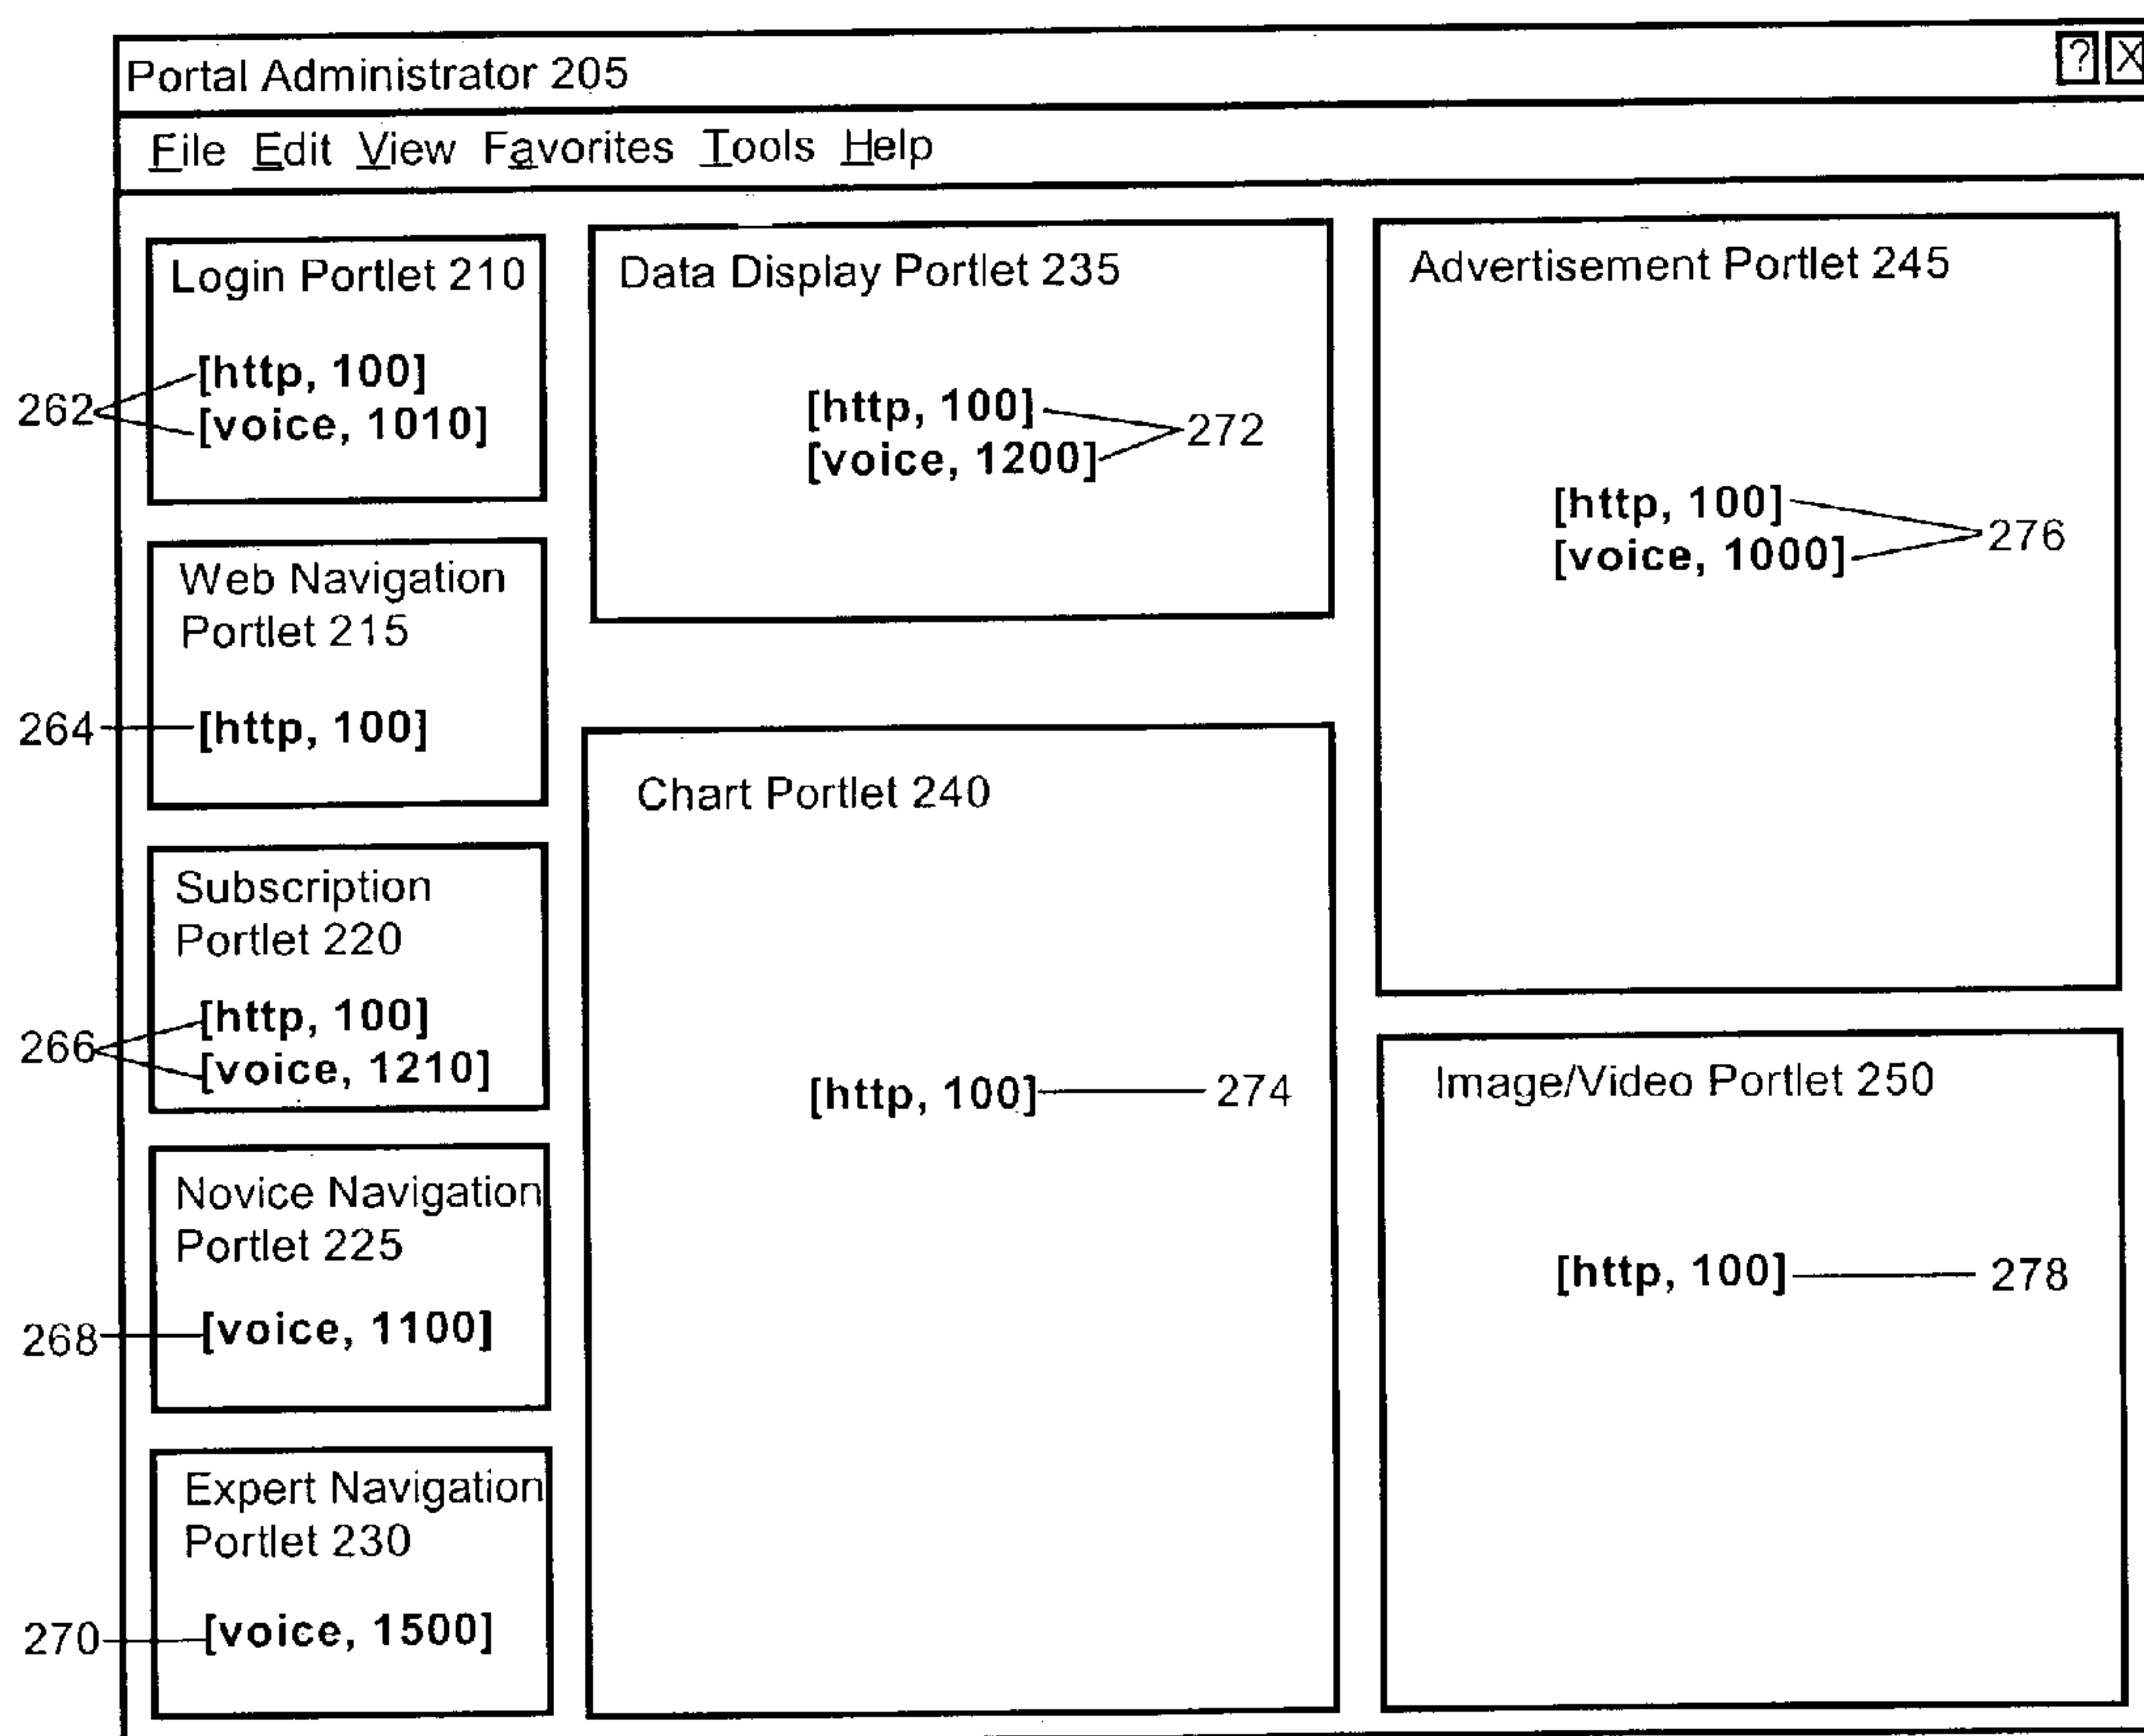 Portal Administrator 205
? X
File Edit View Favorites Tools Help
Login Portlet 210
[http, 100]
[voice, 1010]
262
Web Navigation
Portlet 215
[http, 100]
264
Subscription
Portlet 220
[http, 100]
[voice, 1210]
266
Novice Navigation
Portlet 225
[voice, 1100]
268
Expert Navigation
Portlet 230
[voice, 1500]
270
Data Display Portlet 235
[http, 100]
[voice, 1200]
272
Chart Portlet 240
[http, 100]
274
Advertisement Portlet 245
[http, 100]
[voice, 1000]
276
Image/Video Portlet 250
[http, 100]
278